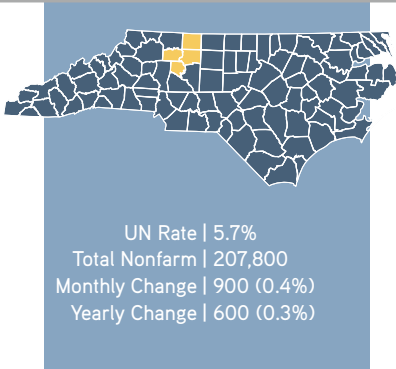 UN Rate | 5.7%
Total Nonfarm | 207,800
Monthly Change | 900 (0.4%)
Yearly Change | 600 (0.3%)